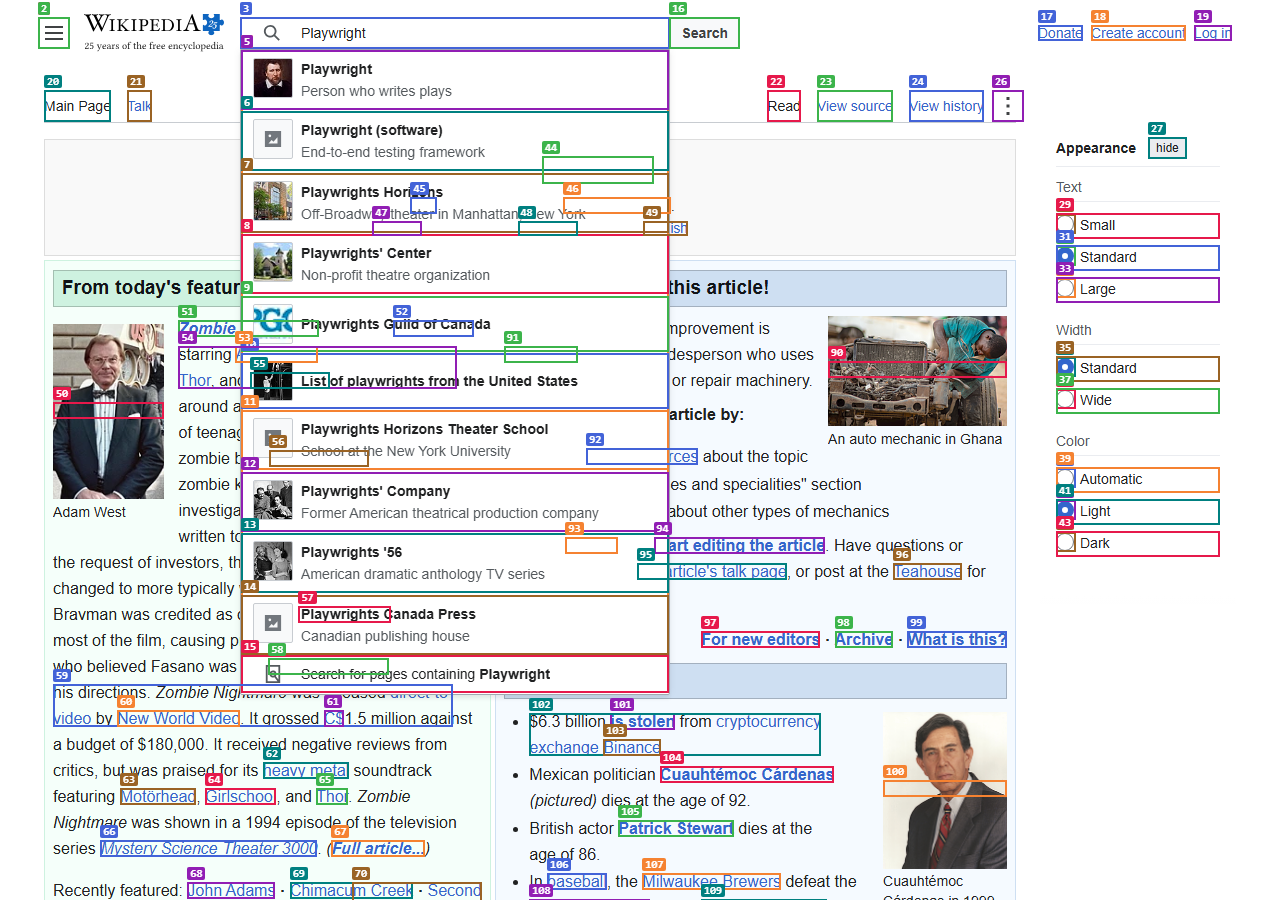 WIKIPEDIA 25
25 years of the free encyclopedia
Playwright
Search
Donate Create account Log in
Main Page Talk
Read View source View history
Playwright
Person who writes plays
Playwright (software)
End-to-end testing framework
Playwrights Horizons
Off-Broadway theater in Manhattan, New York
Playwrights' Center
Non-profit theatre organization
Playwrights Guild of Canada
List of playwrights from the United States
Playwrights Horizons Theater School
School at the New York University
Playwrights' Company
Former American theatrical production company
Playwrights '56
American dramatic anthology TV series
Playwrights Canada Press
Canadian publishing house
Search for pages containing Playwright
Appearance hide
Text
Small
Standard
Large
Width
Standard
Wide
Color
Automatic
Light
Dark
From today's featur
Zombie
starring
Thor, and
around a
of teenag
zombie b
zombie k
investiga
written to
Adam West
the request of investors, th
changed to more typically
Bravman was credited as
most of the film, causing p
who believed Fasano was
his directions. Zombie Nightmare was released direct to
video by New World Video. It grossed C$1.5 million against
a budget of $180,000. It received negative reviews from
critics, but was praised for its heavy metal soundtrack
featuring Motörhead, Girlschool, and Thor. Zombie
Nightmare was shown in a 1994 episode of the television
series Mystery Science Theater 3000. (Full article...)
Recently featured: John Adams · Chimacum Creek · Second
this article!
mprovement is
desperson who uses
or repair machinery.
article by:
rces about the topic
es and specialities" section
about other types of mechanics
An auto mechanic in Ghana
art editing the article. Have questions or
article's talk page, or post at the Teahouse for
For new editors · Archive · What is this?
$6.3 billion is stolen from cryptocurrency
exchange Binance
Mexican politician Cuauhtémoc Cárdenas
(pictured) dies at the age of 92.
British actor Patrick Stewart dies at the
age of 86.
In baseball, the Milwaukee Brewers defeat the
Cuauhtémoc
Cárdenas in 1999